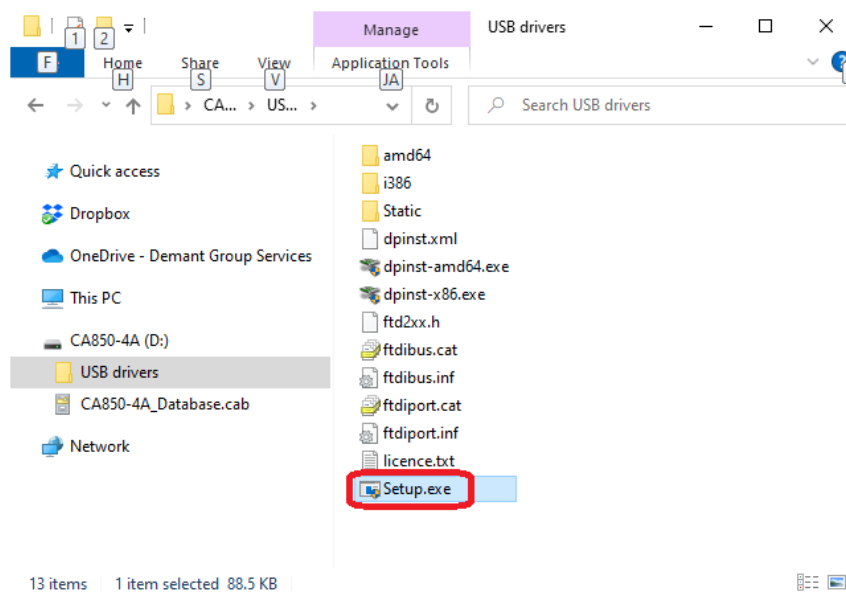 1 2
Manage USB drivers
F Home Share View Application Tools
H S V JA
CA... US... Search USB drivers
Quick access
Dropbox
OneDrive - Demant Group Services
This PC
CA850-4A (D:)
USB drivers
CA850-4A_Database.cab
Network
amd64
i386
Static
dpinst.xml
dpinst-amd64.exe
dpinst-x86.exe
ftd2xx.h
ftdibus.cat
ftdibus.inf
ftdiport.cat
ftdiport.inf
licence.txt
Setup.exe
13 items 1 item selected 88.5 KB